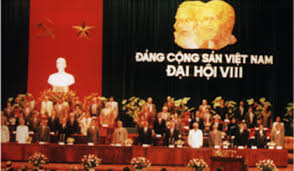 ĐẢNG CỘNG SẢN VIỆT NAM
ĐẠI HỘI VIII